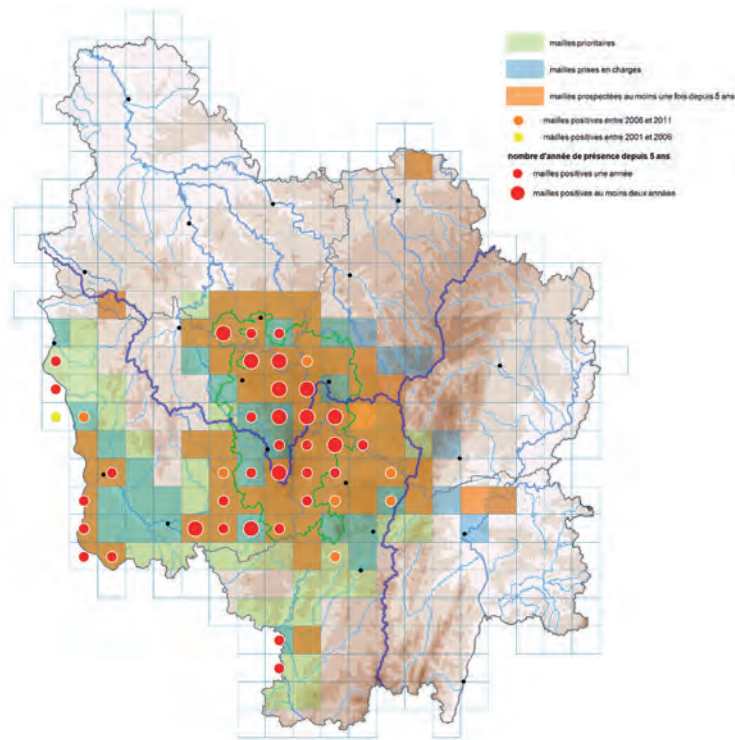 mailles prioritaires
mailles prises en charges
mailles prospectées au moins une fois depuis 5 ans
mailles positives entre 2006 et 2011
mailles positives entre 2001 et 2006
nombre d'année de présence depuis 5 ans
mailles positives une année
mailles positives au moins deux années